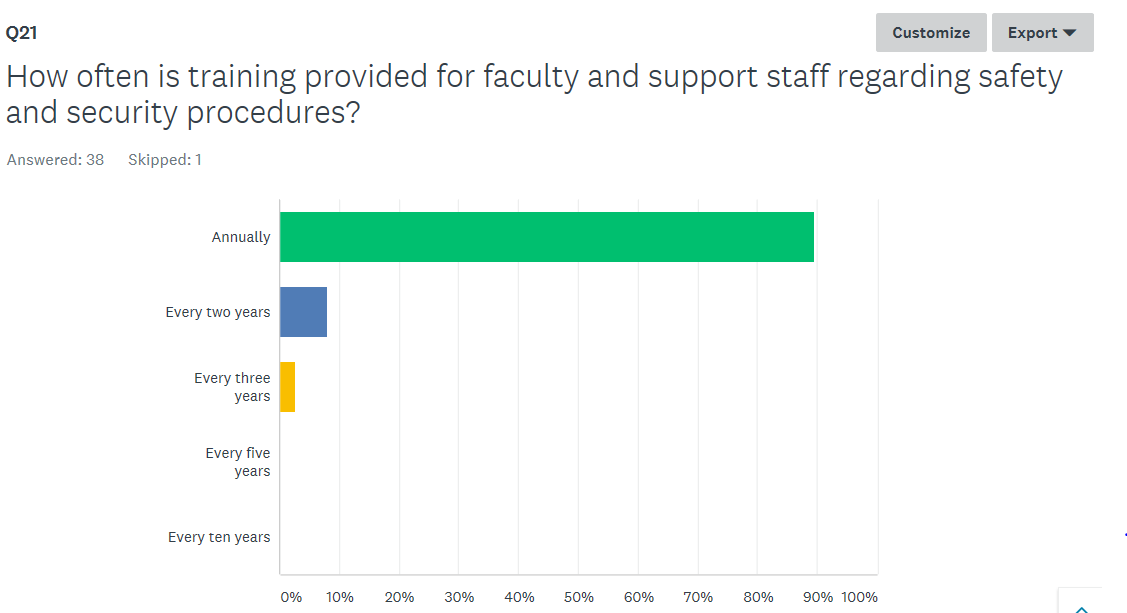 Q21
Customize
Export
How often is training provided for faculty and support staff regarding safety
and security procedures?
Answered: 38 Skipped: 1
Annually
Every two years
Every three
years
Every five
years
Every ten years
0% 10% 20% 30% 40% 50% 60% 70% 80% 90% 100%